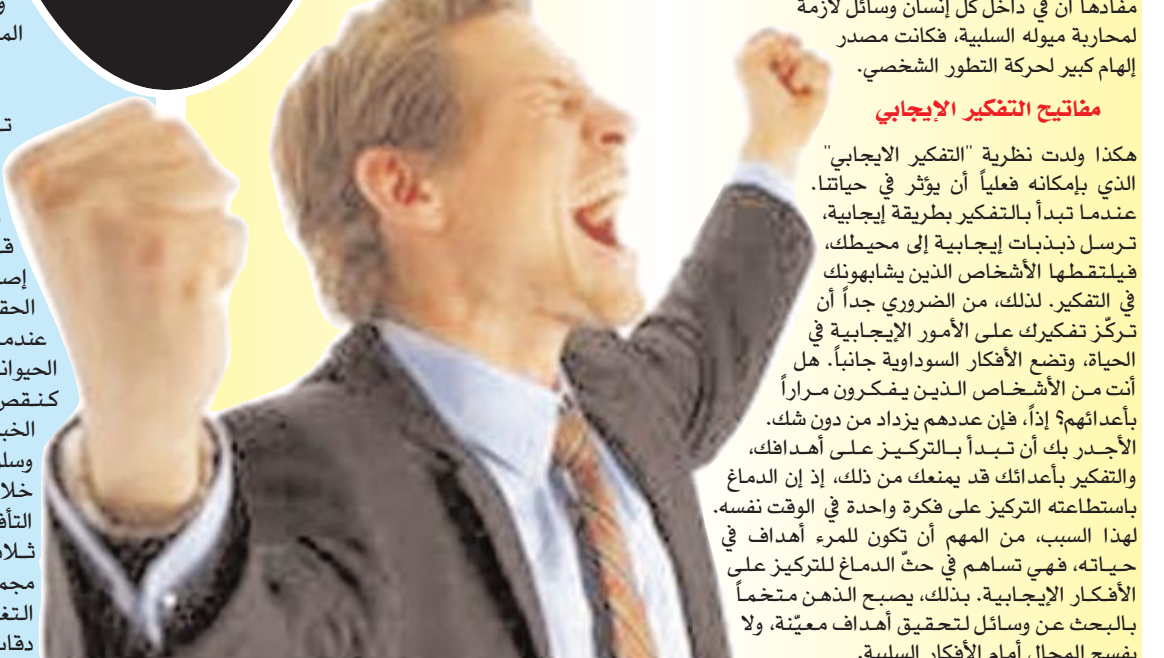 مفادها أن في داخل كل إنسان وسائل لازمة
لمحاربة ميوله السلبية، فكانت مصدر
إلهام كبير لحركة التطور الشخصي.
مفاتيح التفكير الإيجابي
هكذا ولدت نظرية "التفكير الايجابي"
الذي بإمكانه فعلياً أن يؤثر في حياتنا.
عندما تبدأ بالتفكير بطريقة إيجابية،
ترسل ذبذبات إيجابية إلى محيطك،
فيلتقطها الأشخاص الذين يشابهونك
في التفكير. لذلك، من الضروري جداً أن
تركّز تفكيرك على الأمور الإيجابية في
الحياة، وتضع الأفكار السوداوية جانباً. هل
أنت من الأشخاص الذين يفكرون مراراً
بأعدائهم؟ إذاً، فإن عددهم يزداد من دون شك.
الأجدر بك أن تبدأ بالتركيز على أهدافك،
والتفكير بأعدائك قد يمنعك من ذلك، إذ إن الدماغ
باستطاعته التركيز على فكرة واحدة في الوقت نفسه.
لهذا السبب، من المهم أن تكون للمرء أهداف في
حياته، فهي تساهم في حثّ الدماغ للتركيز على
الأفكار الإيجابية. بذلك، يصبح الذهن متخماً
بالبحث عن وسائل لتحقيق أهداف معيّنة، ولا
يفسح المجال أمام الأفكار السلبية.
كنقص